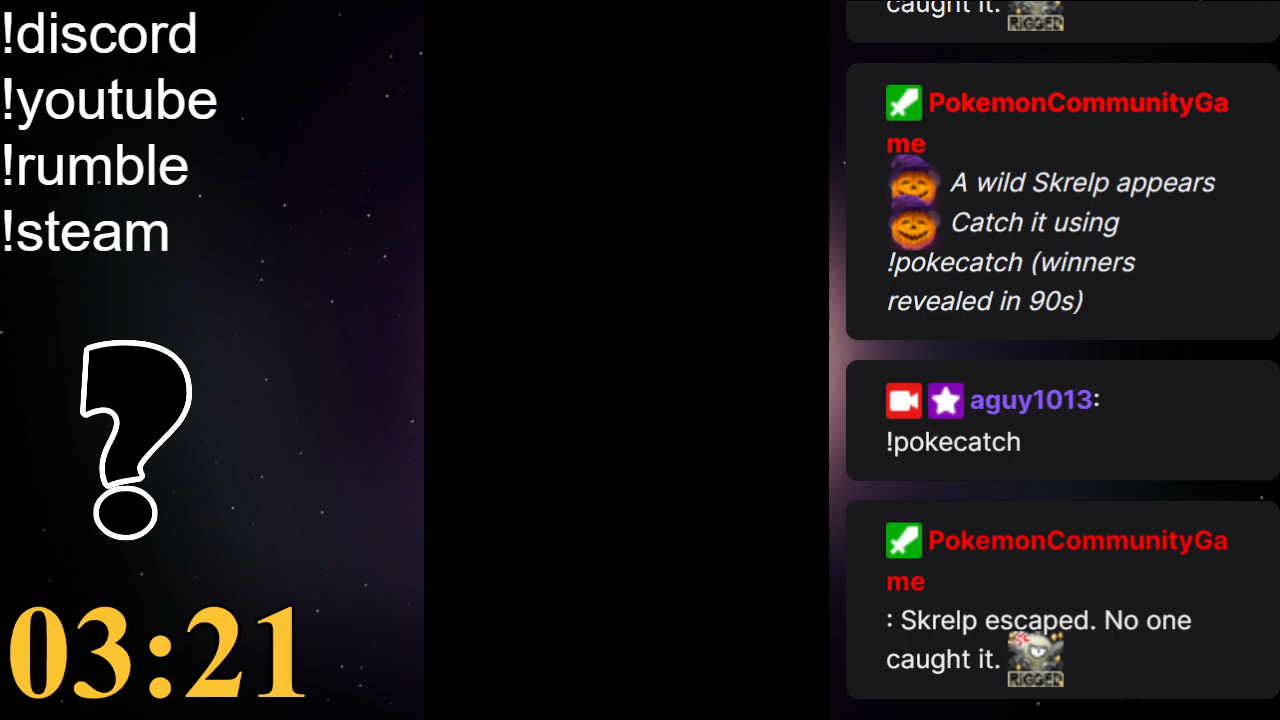 !discord
!youtube
!rumble
!steam
03:21
caught it. RIGGED
PokemonCommunityGa
me
A wild Skrelp appears
Catch it using
!pokecatch (winners
revealed in 90s)
aguy1013:
!pokecatch
PokemonCommunityGa
me
: Skrelp escaped. No one
caught it. RIGGED